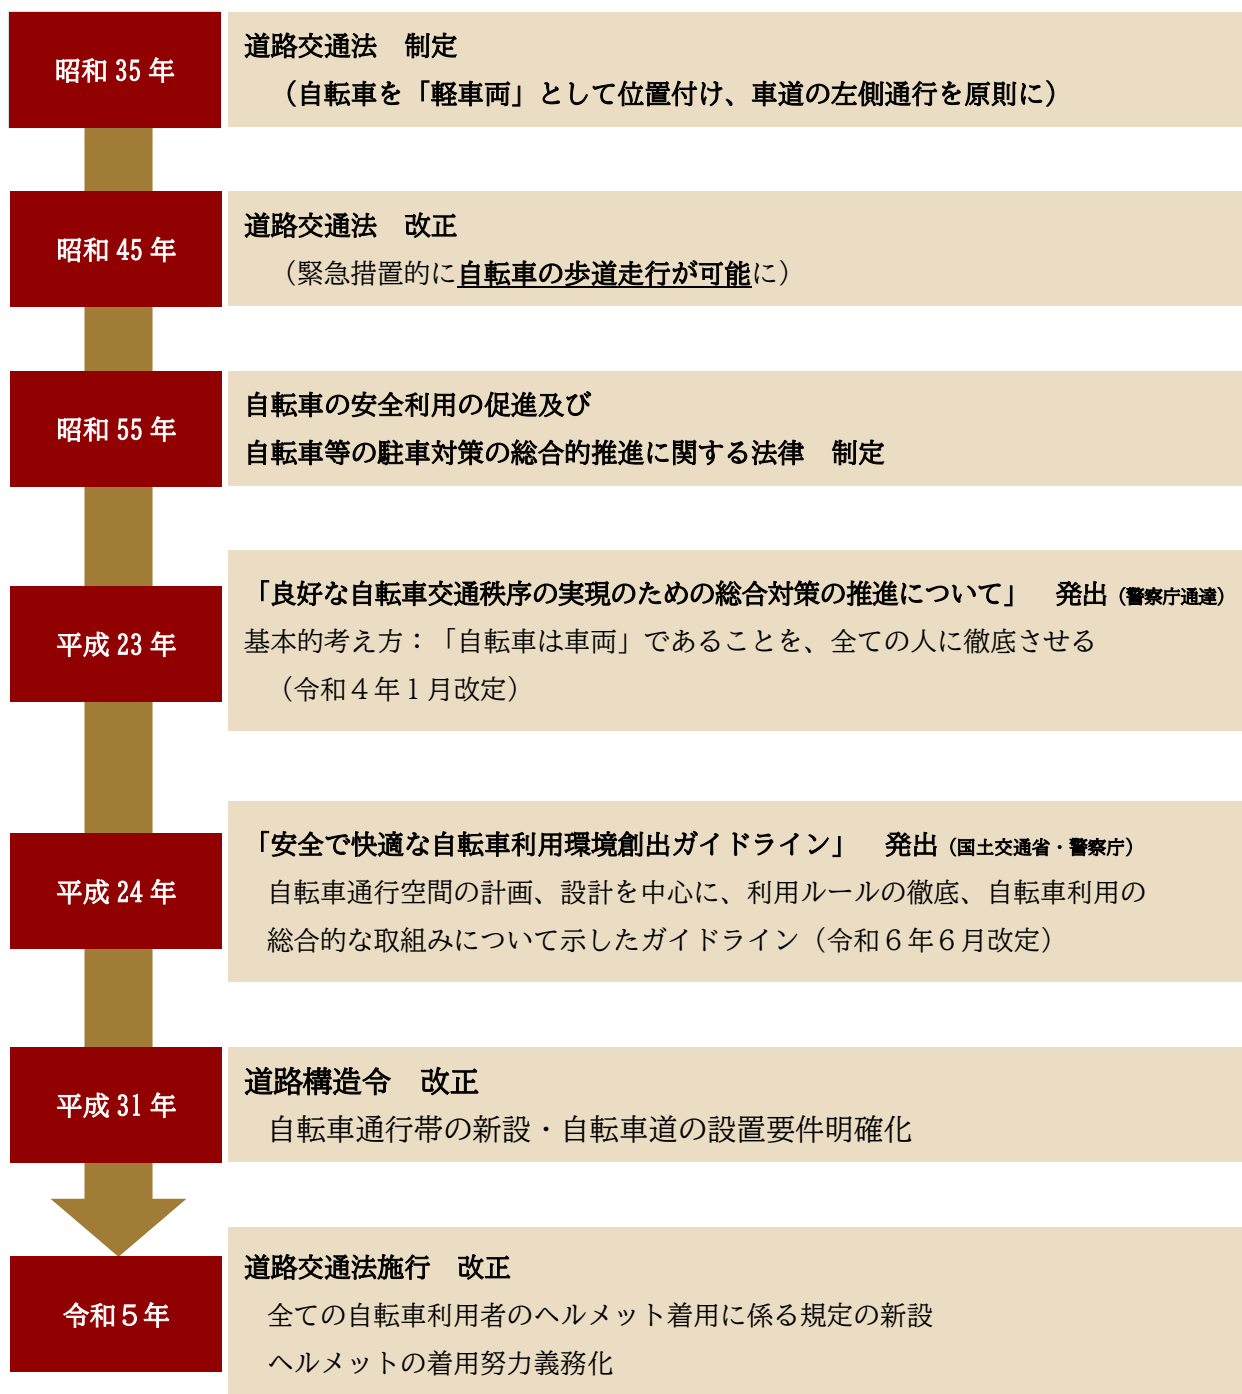 昭和 35 年
道路交通法　制定
（自転車を「軽車両」として位置付け、車道の左側通行を原則に）
昭和 45 年
道路交通法　改正
（緊急措置的に自転車の歩道走行が可能に）
昭和 55 年
自転車の安全利用の促進及び
自転車等の駐車対策の総合的推進に関する法律　制定
平成 23 年
「良好な自転車交通秩序の実現のための総合対策の推進について」　発出（警察庁通達）
基本的考え方：「自転車は車両」であることを、全ての人に徹底させる
（令和４年１月改定）
平成 24 年
「安全で快適な自転車利用環境創出ガイドライン」　発出（国土交通省・警察庁）
自転車通行空間の計画、設計を中心に、利用ルールの徹底、自転車利用の
総合的な取組みについて示したガイドライン（令和６年６月改定）
平成 31 年
道路構造令　改正
自転車通行帯の新設・自転車道の設置要件明確化
令和５年
道路交通法施行　改正
全ての自転車利用者のヘルメット着用に係る規定の新設
ヘルメットの着用努力義務化